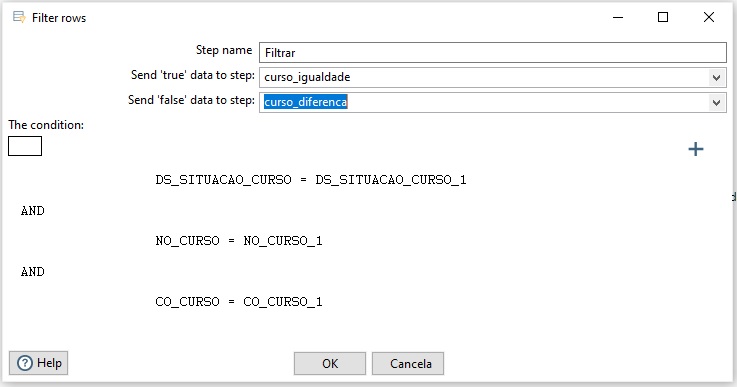 Filter rows
Step name Filtrar
Send 'true' data to step: curso_igualdade
Send 'false' data to step: curso_diferenca
The condition:
DS_SITUACAO_CURSO = DS_SITUACAO_CURSO_1
AND
NO_CURSO = NO_CURSO_1
AND
CO_CURSO = CO_CURSO_1
Help OK Cancela